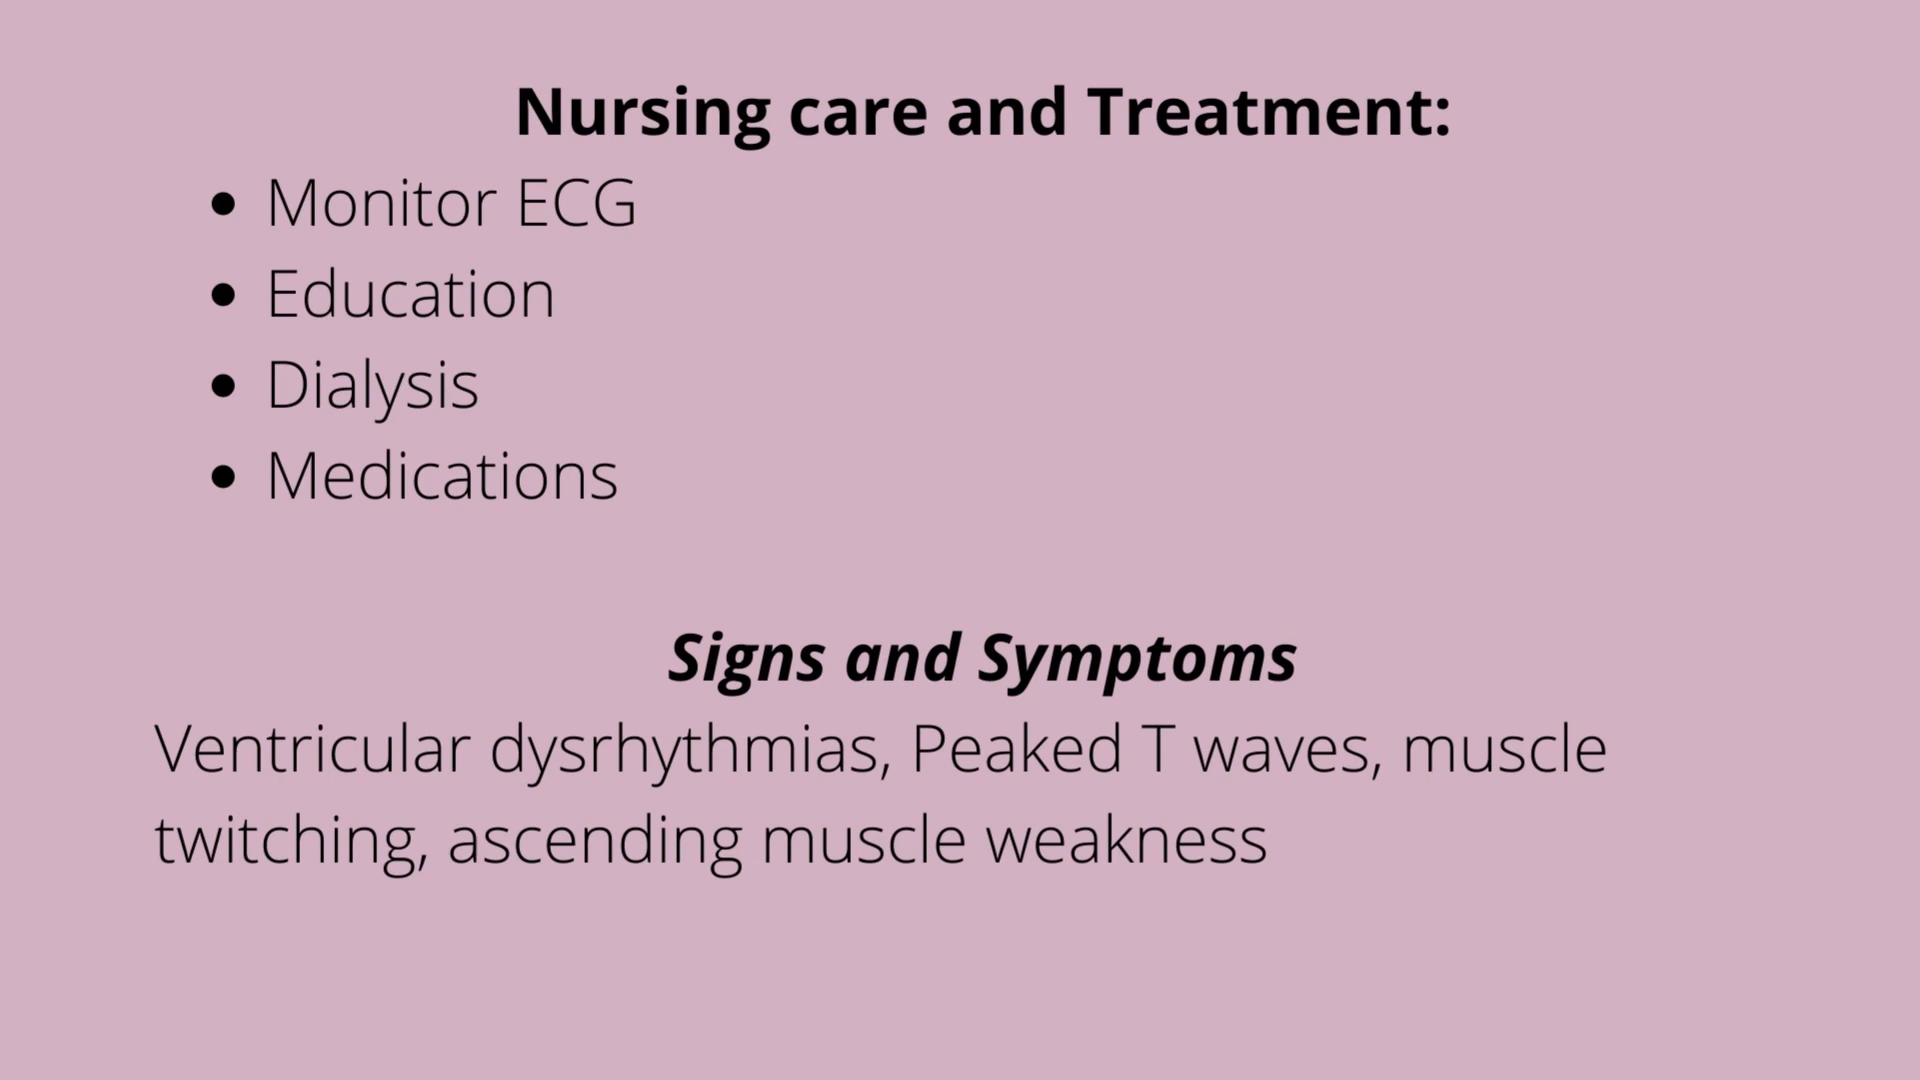 Nursing care and Treatment:
• Monitor ECG
• Education
• Dialysis
• Medications
Signs and Symptoms
Ventricular dysrhythmias, Peaked T waves, muscle
twitching, ascending muscle weakness